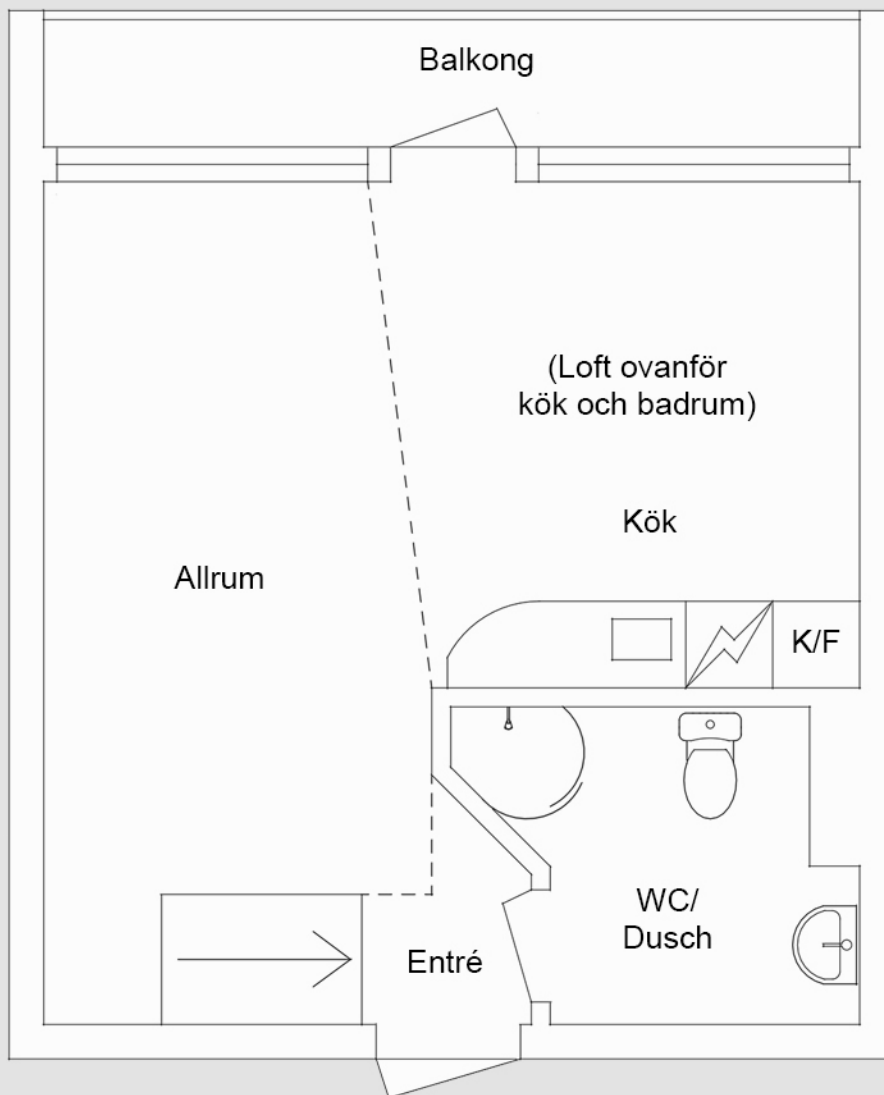 Balkong
(Loft ovanför
kök och badrum)
Kök
Allrum
K/F
WC/
Dusch
Entré